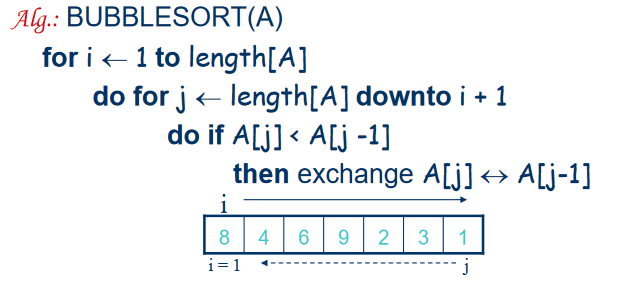 Alg.: BUBBLESORT(A)
for i ← 1 to length[A]
do for j ← length[A] downto i + 1
do if A[j] < A[j -1]
then exchange A[j] ↔ A[j-1]
i
8 4 6 9 2 3 1
i = 1 j